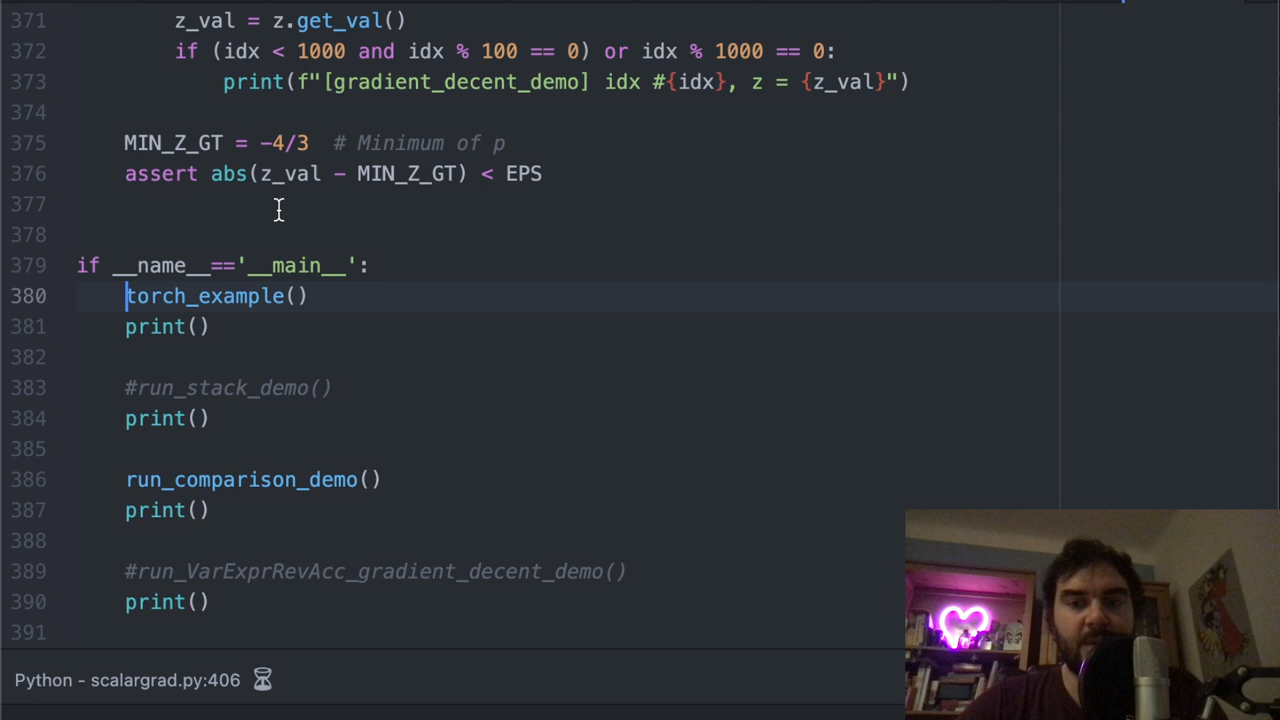 371 z_val = z.get_val()
372 if (idx < 1000 and idx % 100 == 0) or idx % 1000 == 0:
373 print(f"[gradient_decent_demo] idx #{idx}, z = {z_val}")
374
375 MIN_Z_GT = -4/3 # Minimum of p
376 assert abs(z_val - MIN_Z_GT) < EPS
377
378
379 if __name__=='__main__':
380 torch_example()
381 print()
382
383 #run_stack_demo()
384 print()
385
386 run_comparison_demo()
387 print()
388
389 #run_VarExprRevAcc_gradient_decent_demo()
390 print()
391
Python - scalargrad.py:406